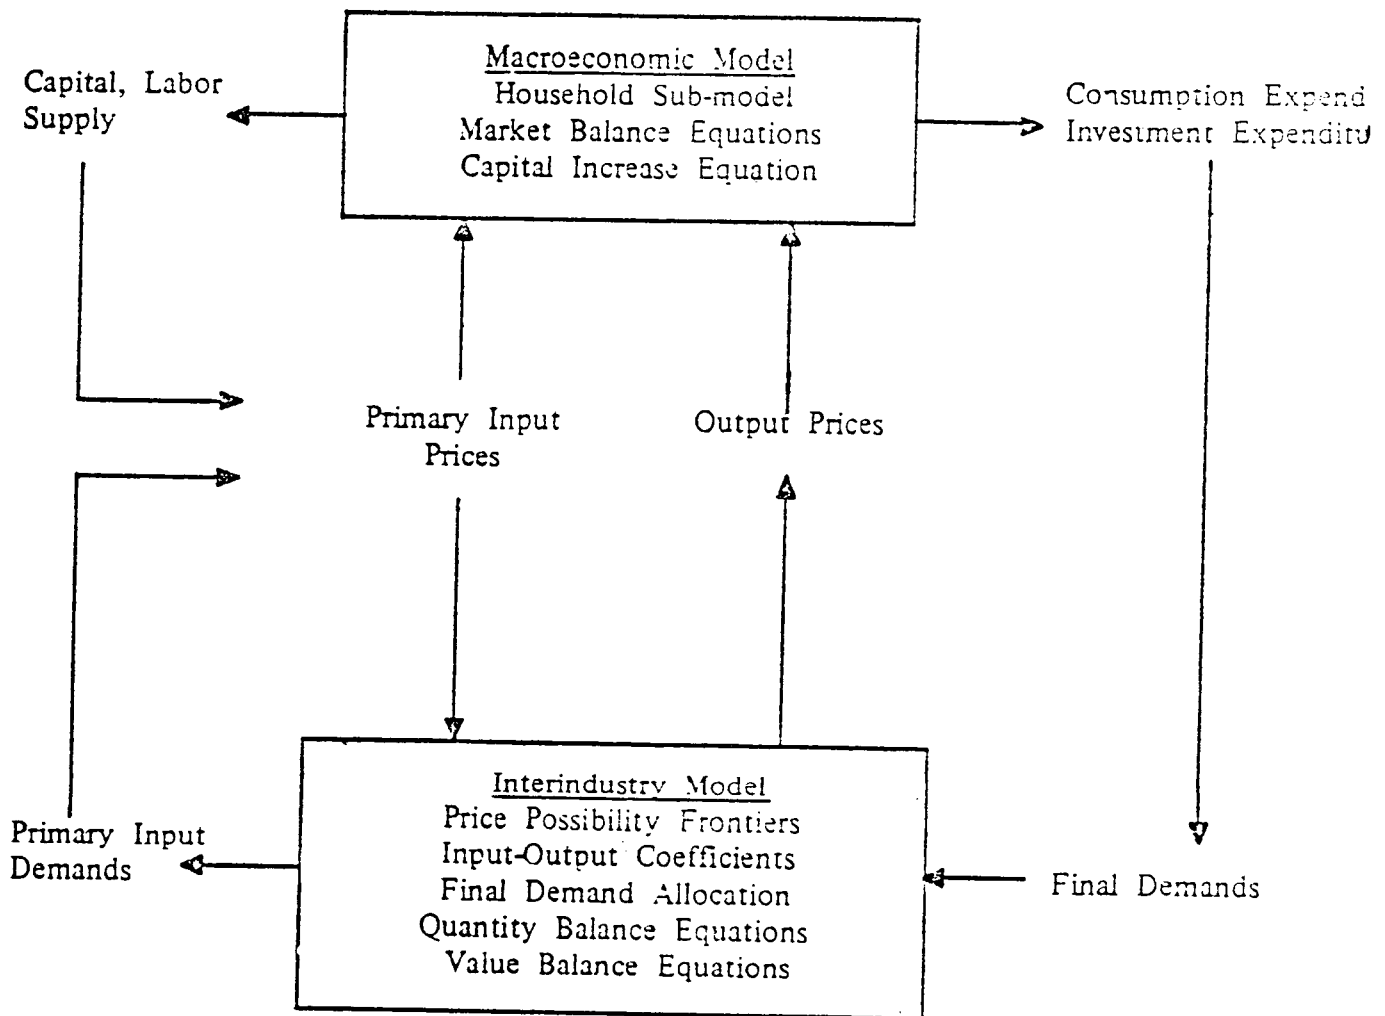 Macroeconomic Model
Household Sub-model
Market Balance Equations
Capital Increase Equation
Capital, Labor
Supply
Consumption Expend
Investment Expenditu
Primary Input
Prices
Output Prices
Interindustry Model
Price Possibility Frontiers
Input-Output Coefficients
Final Demand Allocation
Quantity Balance Equations
Value Balance Equations
Primary Input
Demands
Final Demands